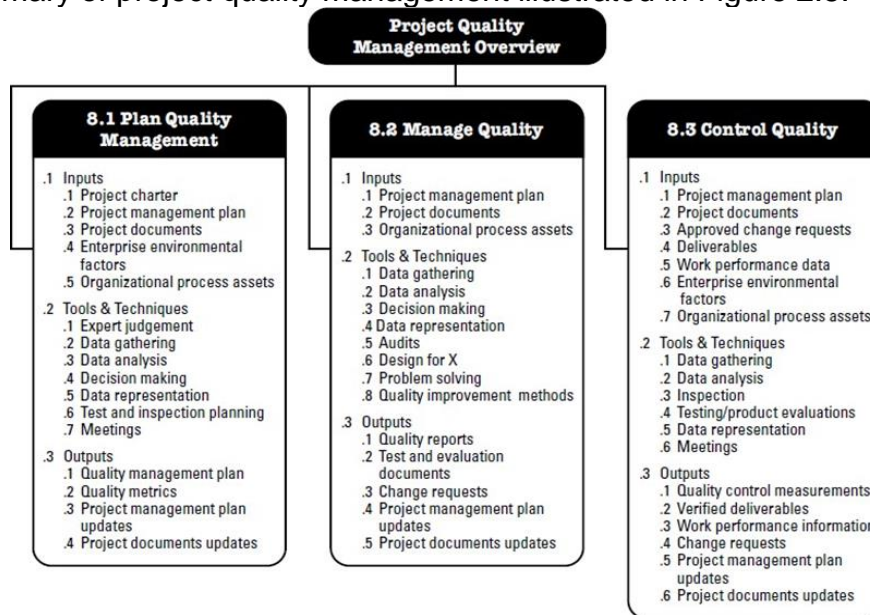 mary of project quality management illustrated in Figure
Project Quality
Management Overview
8.1 Plan Quality
Management
.1 Inputs
.1 Project charter
.2 Project management plan
.3 Project documents
.4 Enterprise environmental
factors
.5 Organizational process assets
.2 Tools & Techniques
.1 Expert judgement
.2 Data gathering
.3 Data analysis
.4 Decision making
.5 Data representation
.6 Test and inspection planning
.7 Meetings
.3 Outputs
.1 Quality management plan
.2 Quality metrics
.3 Project management plan
updates
.4 Project documents updates
8.2 Manage Quality
.1 Inputs
.1 Project management plan
.2 Project documents
.3 Organizational process assets
.2 Tools & Techniques
.1 Data gathering
.2 Data analysis
.3 Decision making
.4 Data representation
.5 Audits
.6 Design for X
.7 Problem solving
.8 Quality improvement methods
.3 Outputs
.1 Quality reports
.2 Test and evaluation
documents
.3 Change requests
.4 Project management plan
updates
.5 Project documents updates
8.3 Control Quality
.1 Inputs
.1 Project management plan
.2 Project documents
.3 Approved change requests
.4 Deliverables
.5 Work performance data
.6 Enterprise environmental
factors
.7 Organizational process assets
.2 Tools & Techniques
.1 Data gathering
.2 Data analysis
.3 Inspection
.4 Testing/product evaluations
.5 Data representation
.6 Meetings
.3 Outputs
.1 Quality control measurements
.2 Verified deliverables
.3 Work performance information
.4 Change requests
.5 Project management plan
updates
.6 Project documents updates